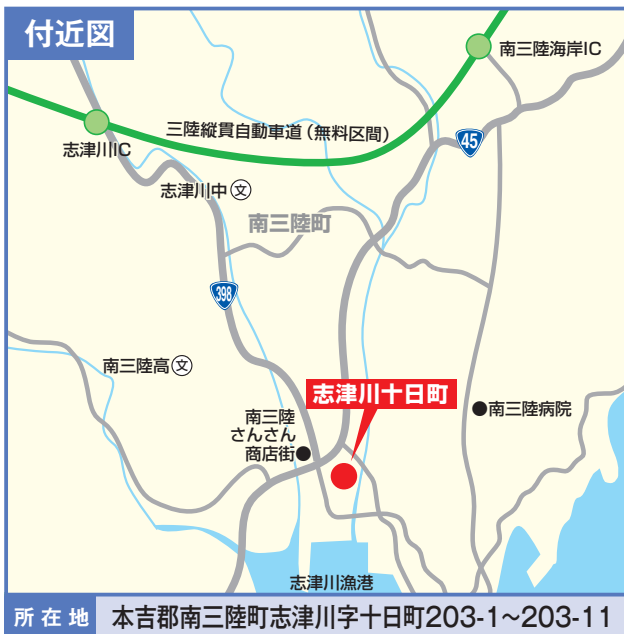 付近図
南三陸海岸IC
三陸縦貫自動車道（無料区間）
45
志津川IC
志津川中 文
南三陸町
398
南三陸高 文
志津川十日町
南三陸
さんさん
商店街
南三陸病院
志津川漁港
所在地 本吉郡南三陸町志津川字十日町203-1〜203-11